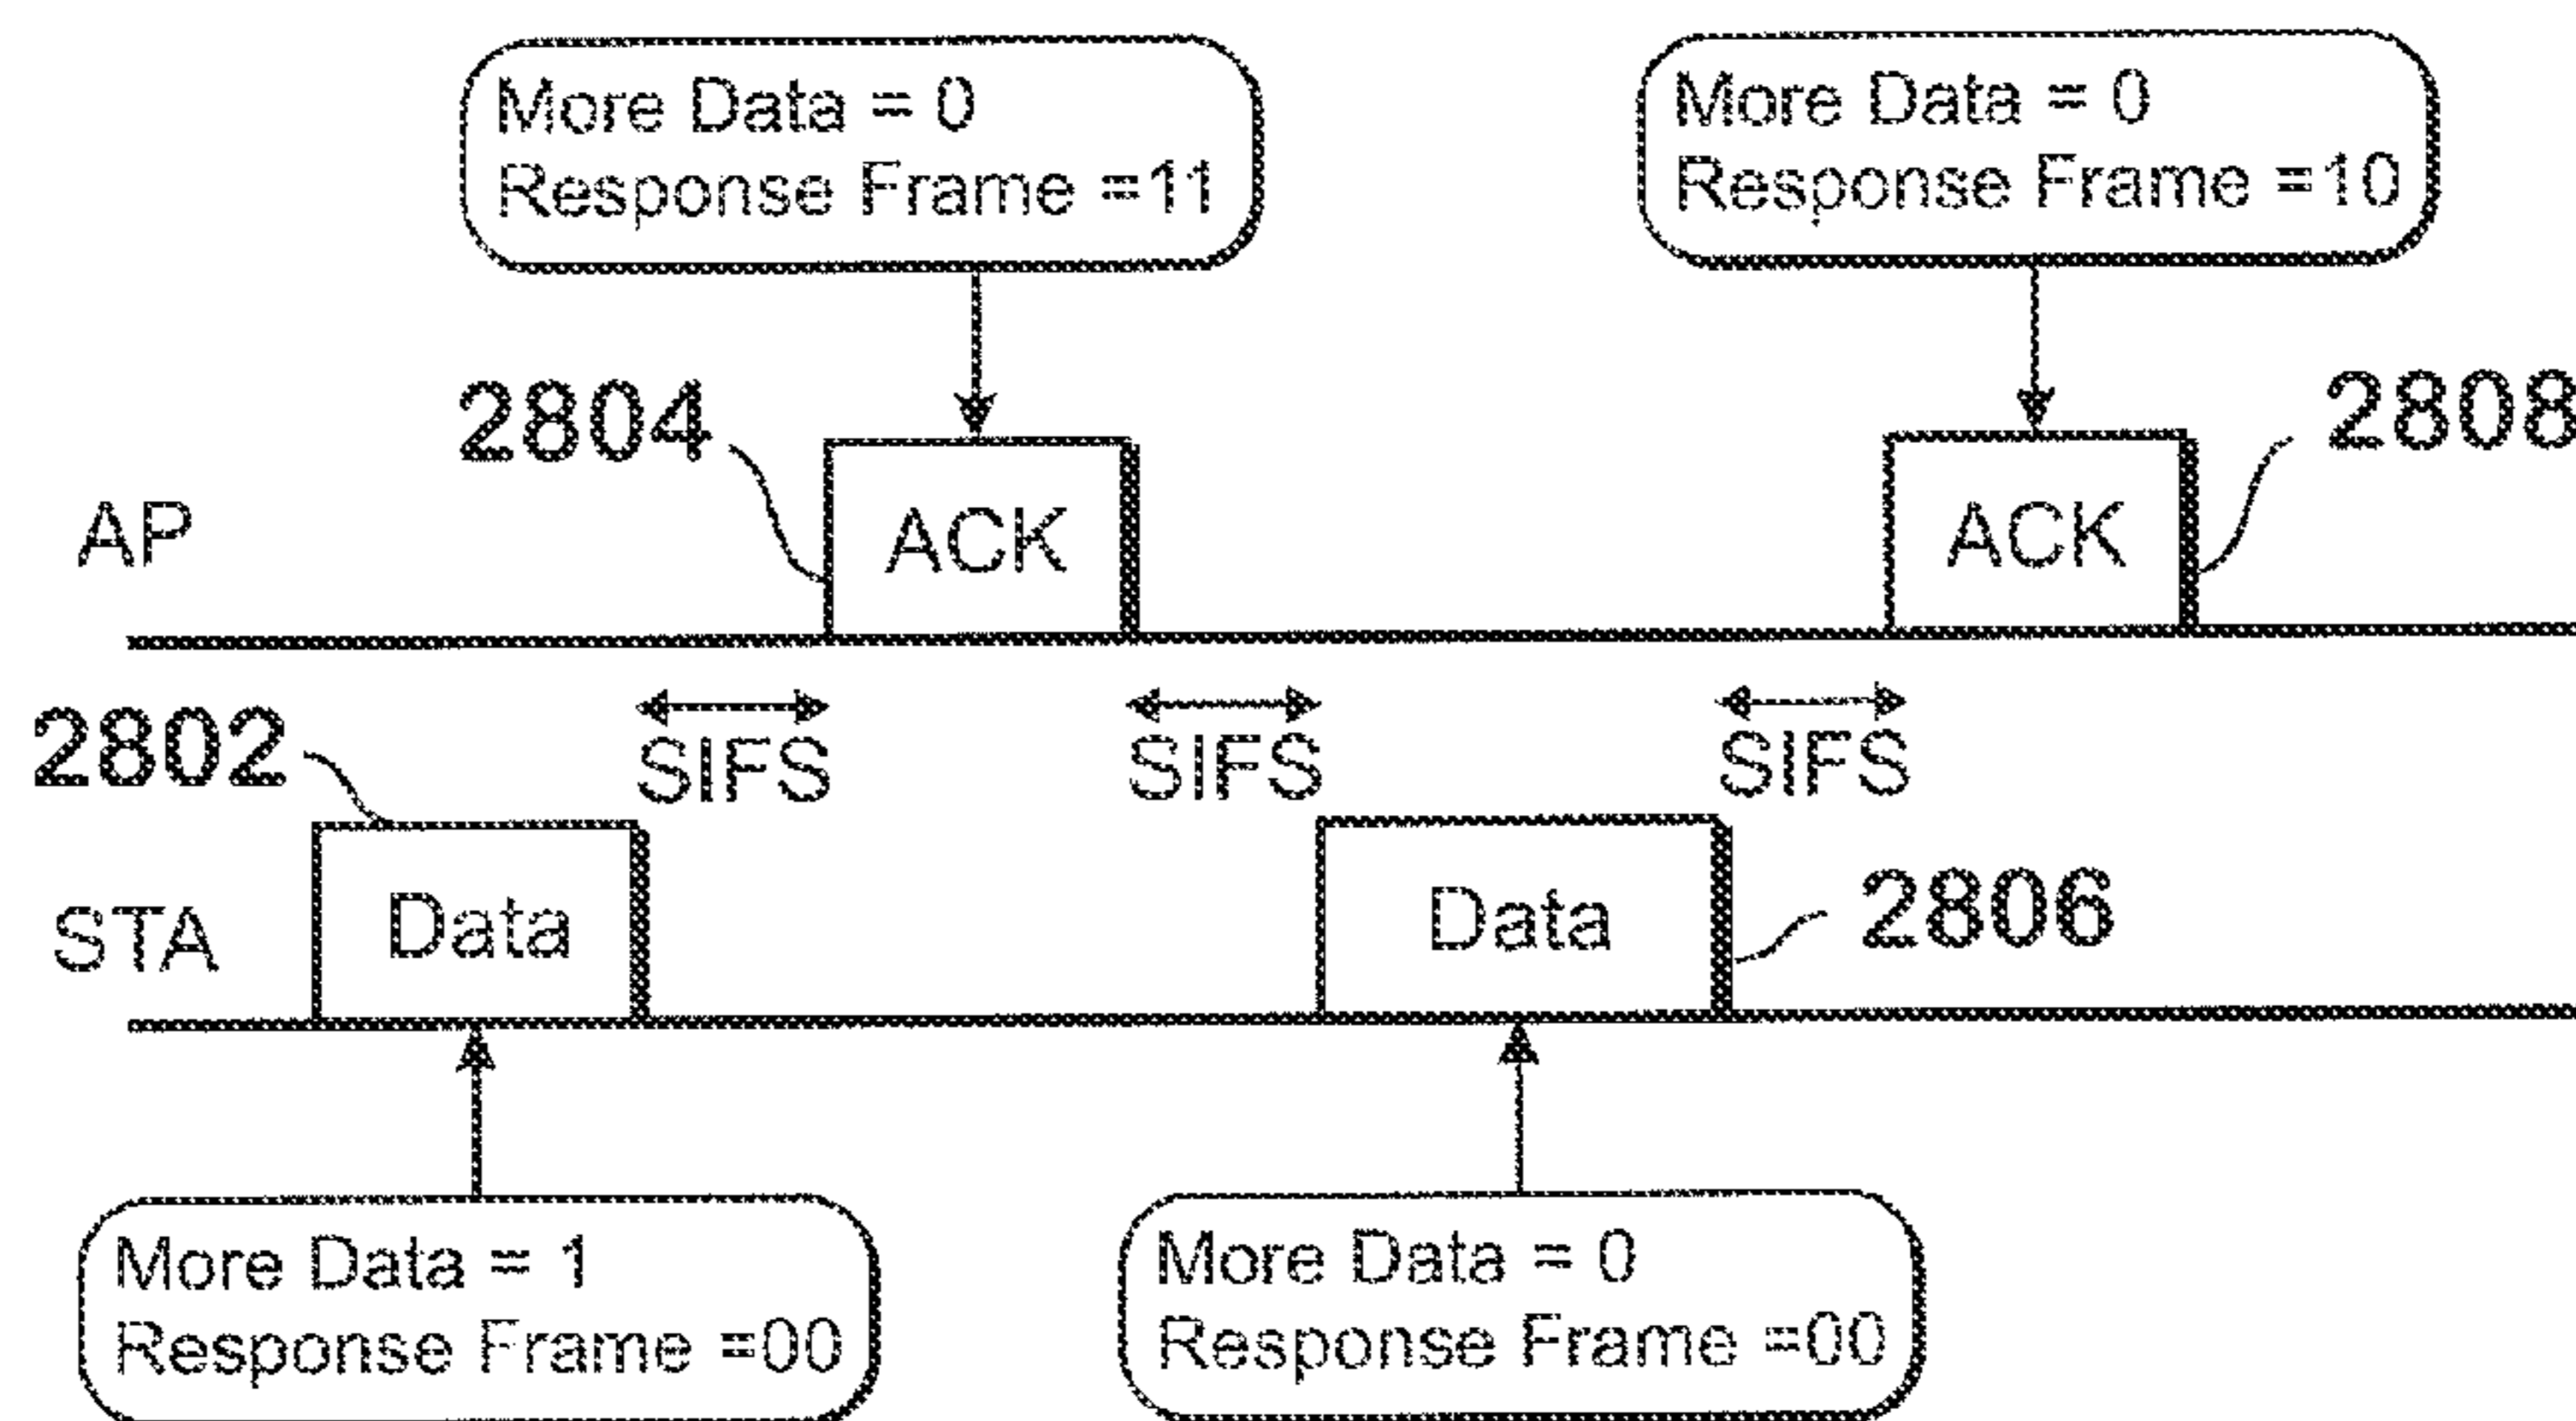 More Data = 0
Response Frame =11
More Data = 0
Response Frame =10
2804
2808
AP
ACK
ACK
2802
SIFS
SIFS
SIFS
STA
Data
Data
2806
More Data = 1
Response Frame =00
More Data = 0
Response Frame =00